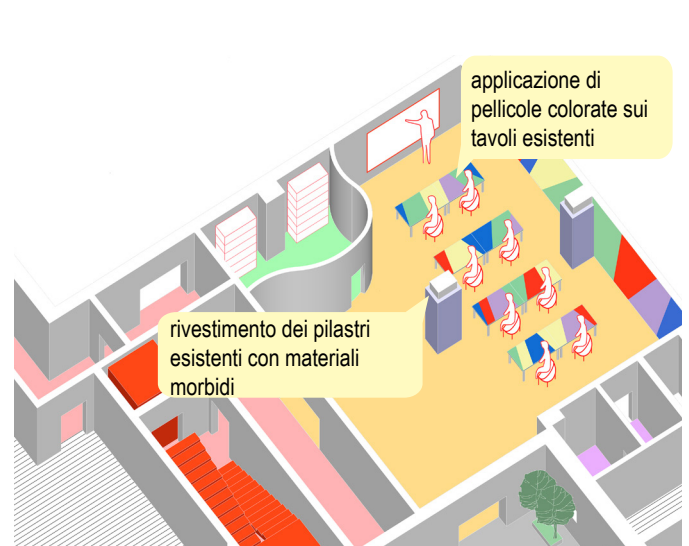 applicazione di
pellicole colorate sui
tavoli esistenti
rivestimento dei pilastri
esistenti con materiali
morbidi